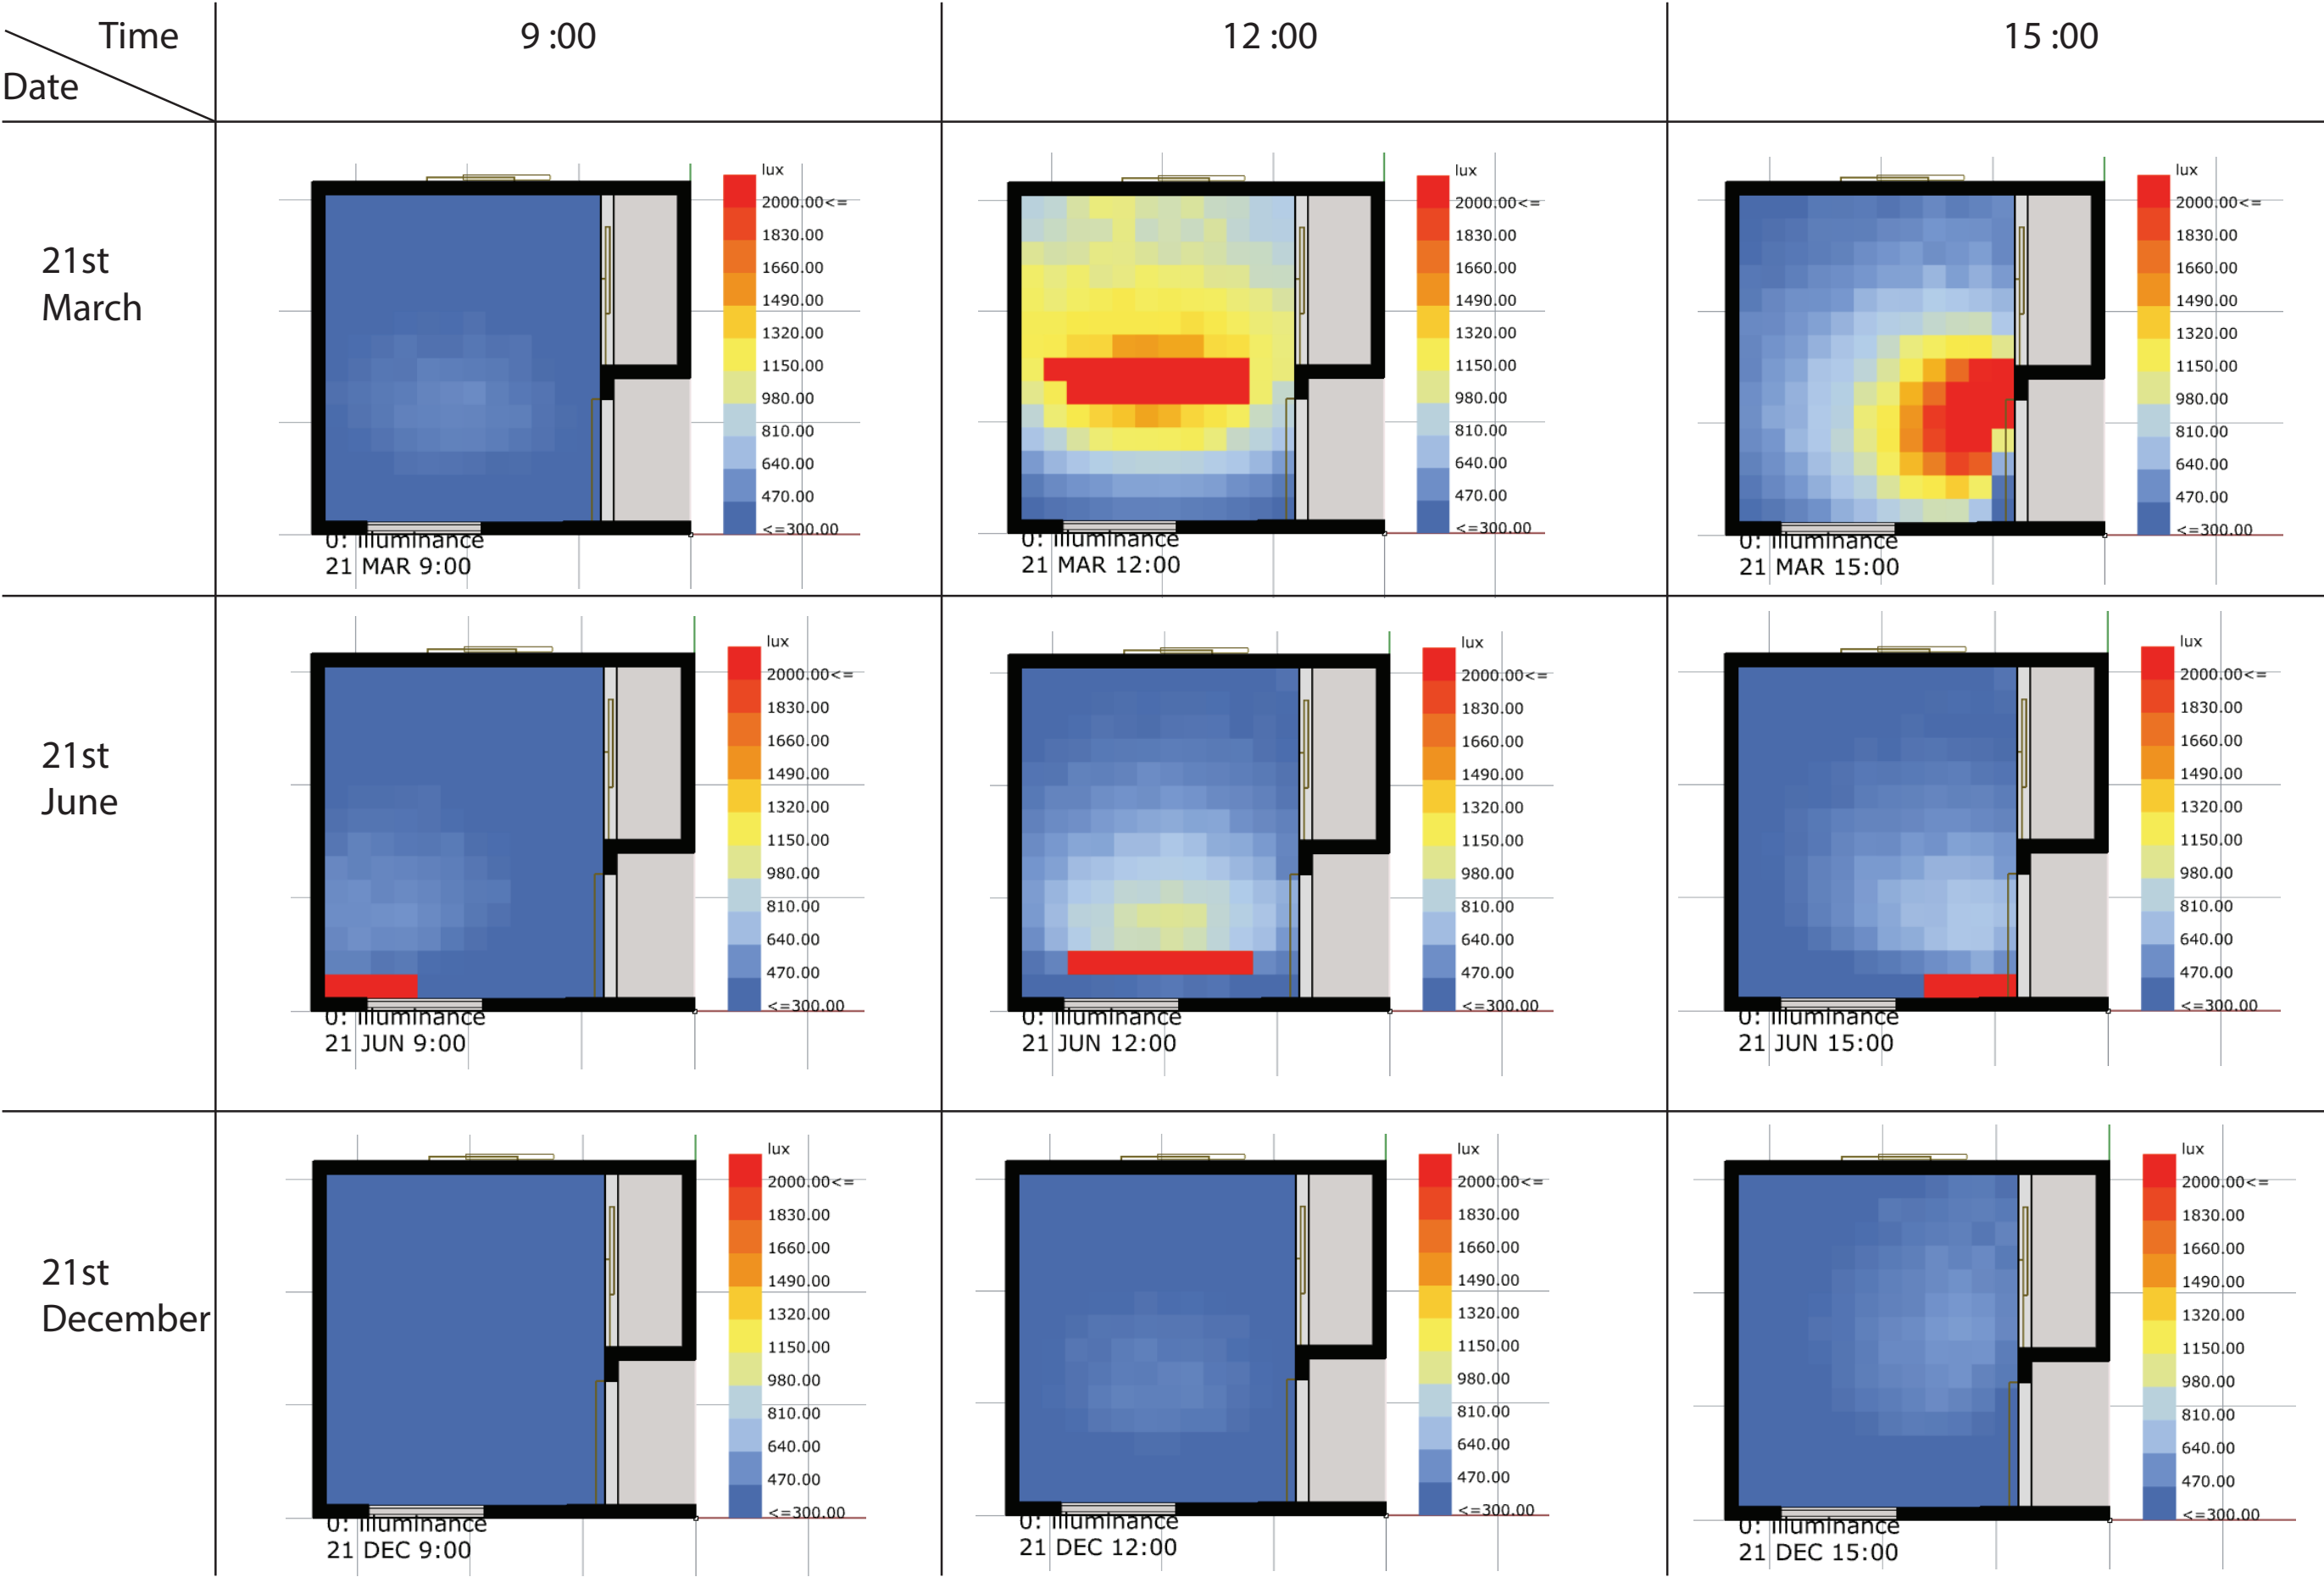 Time
Date
9 :00
12 :00
15 :00
21st
March
lux
2000.00<=
1830.00
1660.00
1490.00
1320.00
1150.00
980.00
810.00
640.00
470.00
<=300.00
0: Illuminance
21 MAR 9:00
lux
2000.00<=
1830.00
1660.00
1490.00
1320.00
1150.00
980.00
810.00
640.00
470.00
<=300.00
0: Illuminance
21 MAR 12:00
lux
2000.00<=
1830.00
1660.00
1490.00
1320.00
1150.00
980.00
810.00
640.00
470.00
<=300.00
0: Illuminance
21 MAR 15:00
21st
June
lux
2000.00<=
1830.00
1660.00
1490.00
1320.00
1150.00
980.00
810.00
640.00
470.00
<=300.00
0: Illuminance
21 JUN 9:00
lux
2000.00<=
1830.00
1660.00
1490.00
1320.00
1150.00
980.00
810.00
640.00
470.00
<=300.00
0: Illuminance
21 JUN 12:00
lux
2000.00<=
1830.00
1660.00
1490.00
1320.00
1150.00
980.00
810.00
640.00
470.00
<=300.00
0: Illuminance
21 JUN 15:00
21st
December
lux
2000.00<=
1830.00
1660.00
1490.00
1320.00
1150.00
980.00
810.00
640.00
470.00
<=300.00
0: Illuminance
21 DEC 9:00
lux
2000.00<=
1830.00
1660.00
1490.00
1320.00
1150.00
980.00
810.00
640.00
470.00
<=300.00
0: Illuminance
21 DEC 12:00
lux
2000.00<=
1830.00
1660.00
1490.00
1320.00
1150.00
980.00
810.00
640.00
470.00
<=300.00
0: Illuminance
21 DEC 15:00